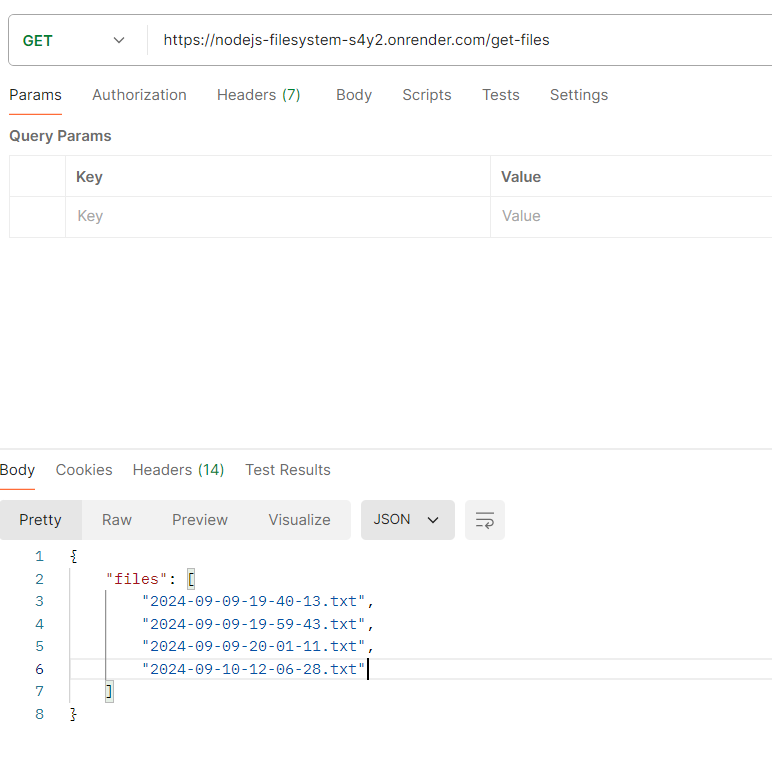 GET https://nodejs-filesystem-s4y2.onrender.com/get-files
Params Authorization Headers (7) Body Scripts Tests Settings
Query Params
Key Value
Key Value
Body Cookies Headers (14) Test Results
Pretty Raw Preview Visualize JSON
1 {
2 "files": [
3 "2024-09-09-19-40-13.txt",
4 "2024-09-09-19-59-43.txt",
5 "2024-09-09-20-01-11.txt",
6 "2024-09-10-12-06-28.txt"
7 ]
8 }